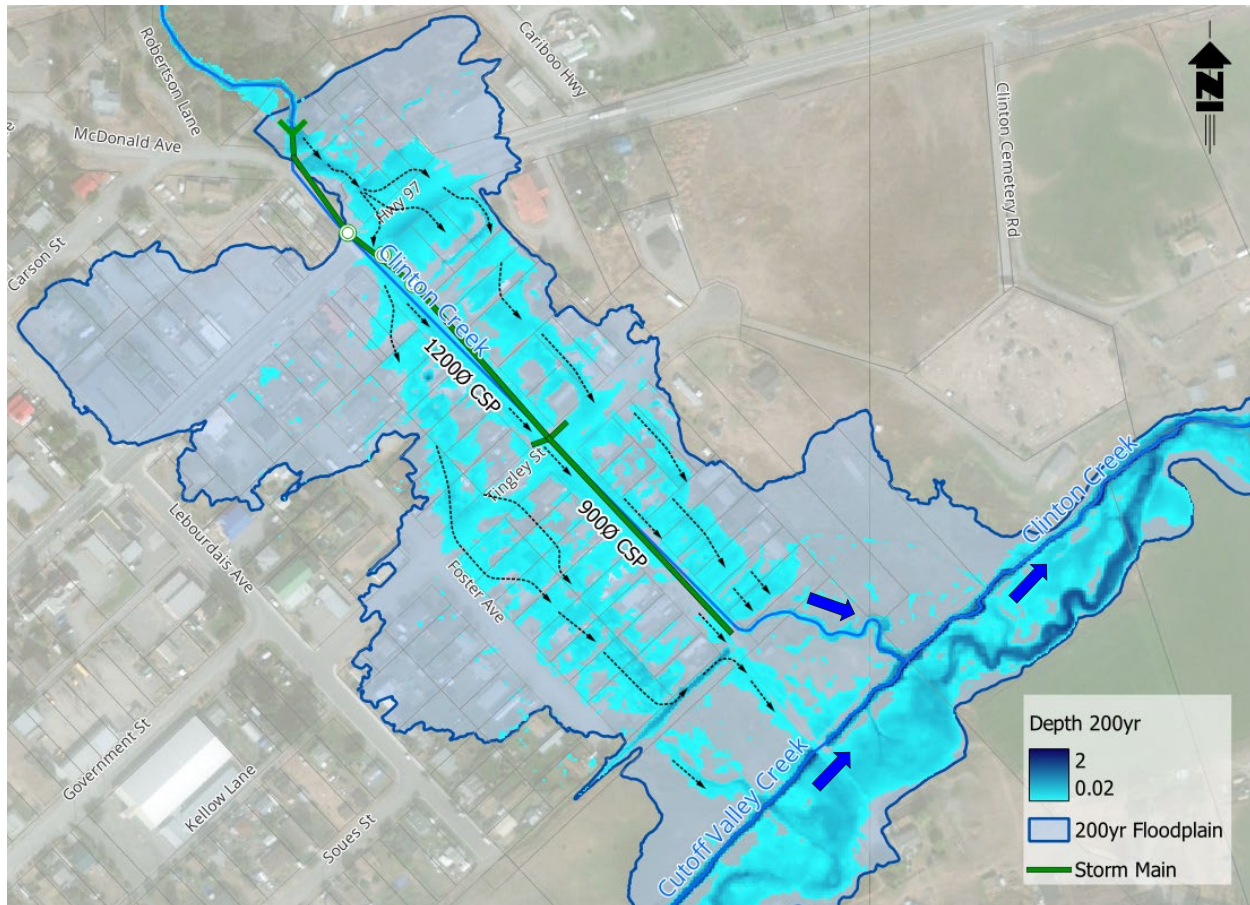 Robertson Lane
Cariboo Hwy
McDonald Ave
Hwy 97
Clinton Cemetery Rd
N
Carson St
Clinton Creek
1200Ø CSP
Tingley St
900Ø CSP
Lebourdais Ave
Foster Ave
Clinton Creek
Government St
Kellow Lane
Soues St
Cutoff Valley Creek
Depth 200yr
2
0.02
200yr Floodplain
Storm Main